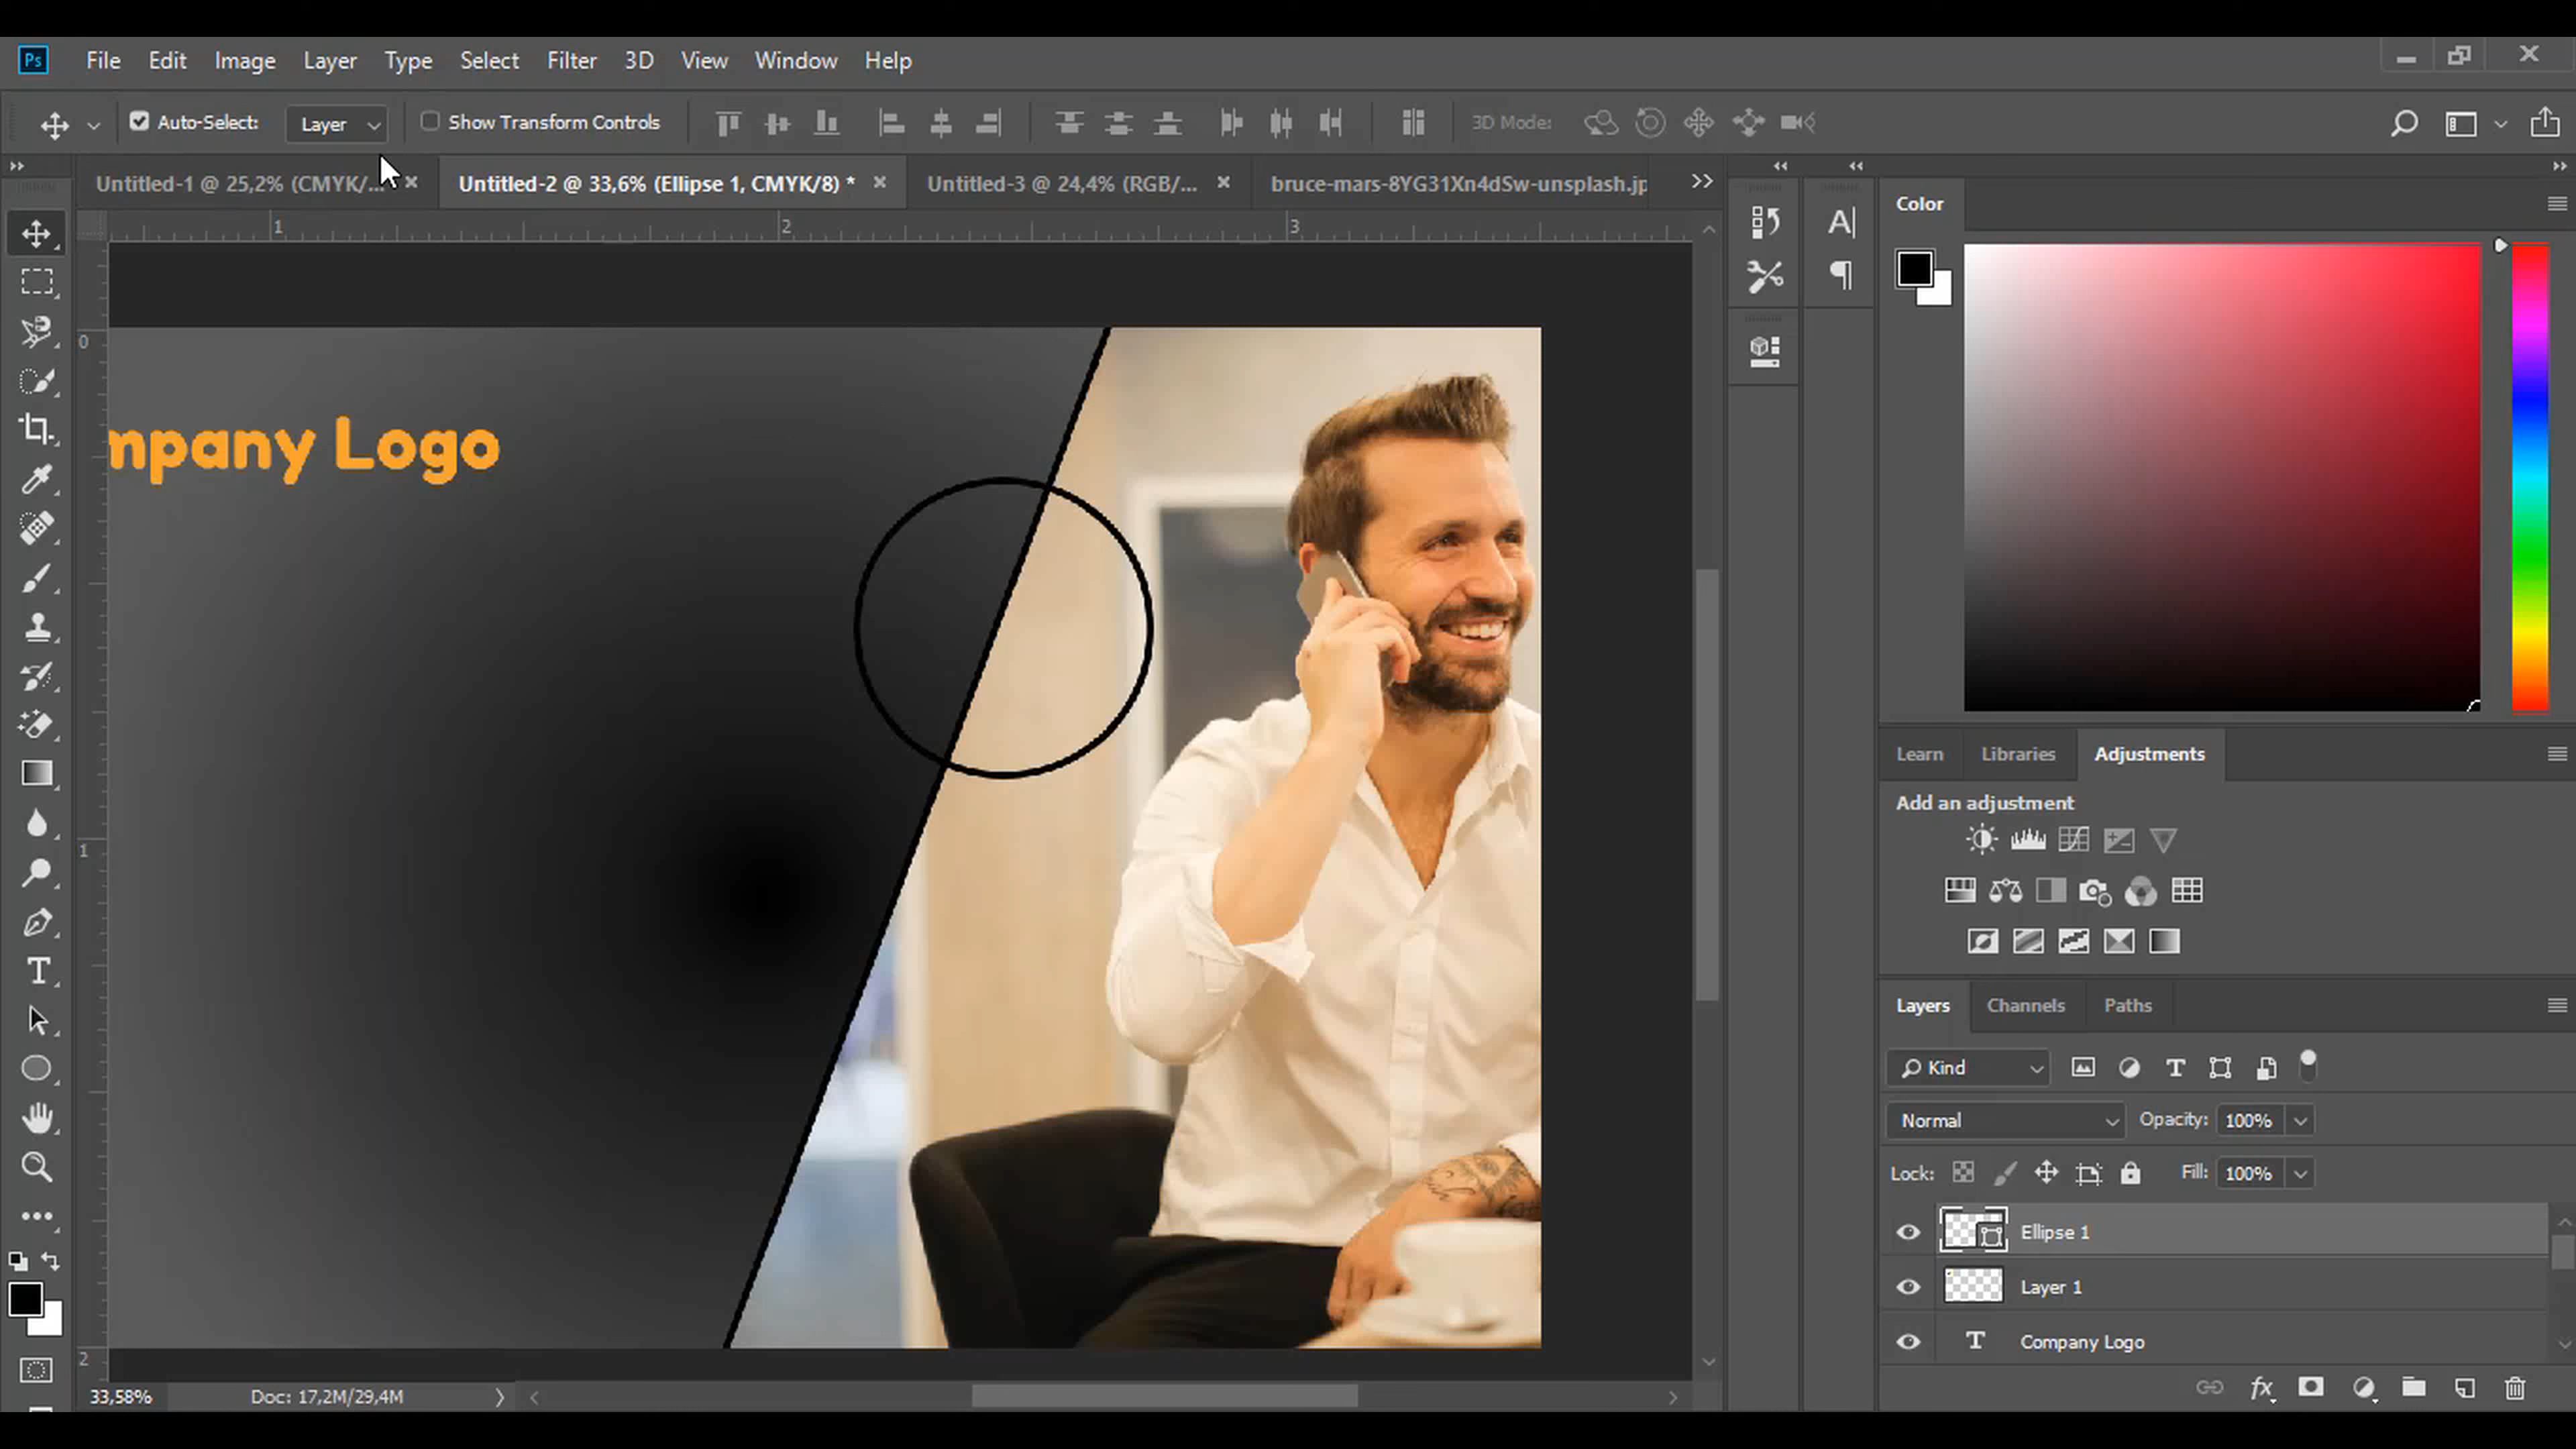 Ps File Edit Image Layer Type Select Filter 3D View Window Help
Auto-Select: Layer Show Transform Controls 3D Mode:
Untitled-1 @ 25,2% (CMYK/... Untitled-2 @ 33,6% (Ellipse 1, CMYK/8) * Untitled-3 @ 24,4% (RGB/... bruce-mars-8YG31Xn4dSw-unsplash.jp
1 2 3
Color
0
mpany Logo
1
2
Learn Libraries Adjustments
Add an adjustment
Layers Channels Paths
Kind
Normal Opacity: 100%
Lock: Fill: 100%
Ellipse 1
Layer 1
Company Logo
33,58% Doc: 17,2M/29,4M